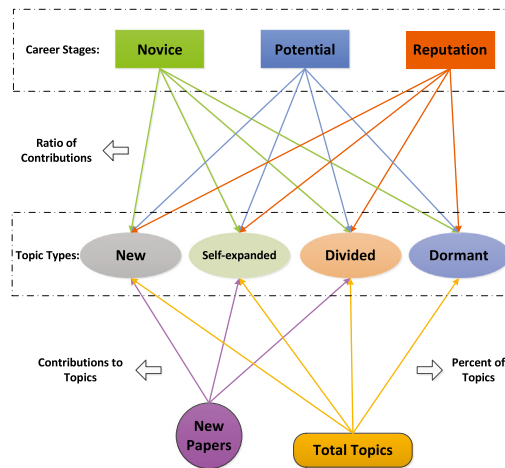 Career Stages:
Novice
Potential
Reputation
Ratio of
Contributions
Topic Types:
New
Self-expanded
Divided
Dormant
Contributions to
Topics
Percent of
Topics
New
Papers
Total Topics